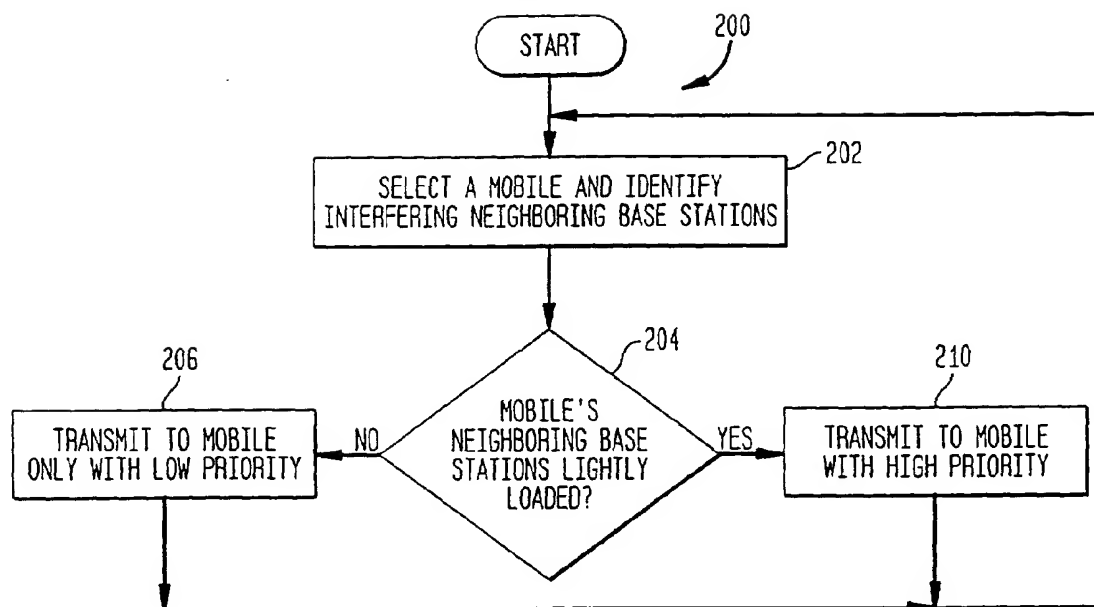 START
200
202
SELECT A MOBILE AND IDENTIFY
INTERFERING NEIGHBORING BASE STATIONS
204
206
210
MOBILE'S
NEIGHBORING BASE
STATIONS LIGHTLY
LOADED?
NO
YES
TRANSMIT TO MOBILE
ONLY WITH LOW PRIORITY
TRANSMIT TO MOBILE
WITH HIGH PRIORITY